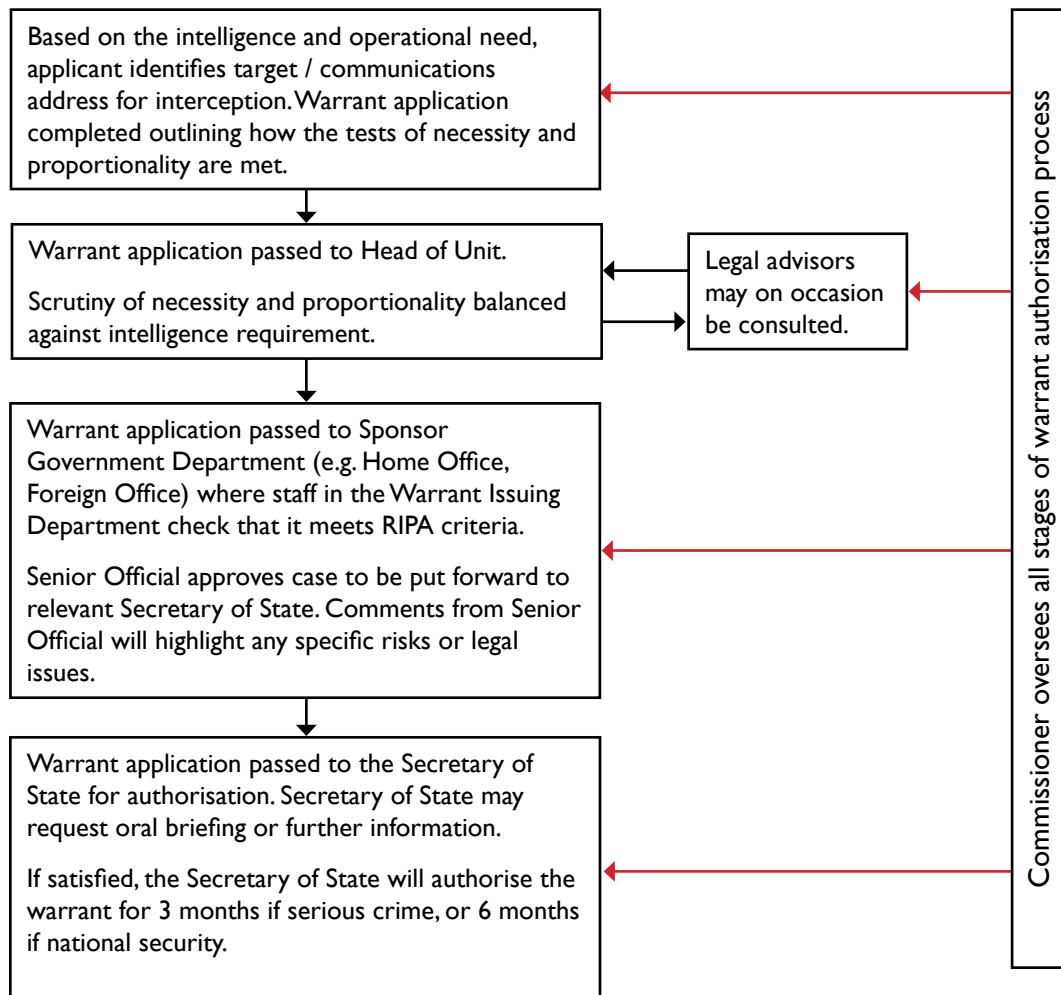 Based on the intelligence and operational need,
applicant identifies target / communications
address for interception. Warrant application
completed outlining how the tests of necessity and
proportionality are met.
Warrant application passed to Head of Unit.
Scrutiny of necessity and proportionality balanced
against intelligence requirement.
Legal advisors
may on occasion
be consulted.
Warrant application passed to Sponsor
Government Department (e.g. Home Office,
Foreign Office) where staff in the Warrant Issuing
Department check that it meets RIPA criteria.
Senior Official approves case to be put forward to
relevant Secretary of State. Comments from Senior
Official will highlight any specific risks or legal
issues.
Warrant application passed to the Secretary of
State for authorisation. Secretary of State may
request oral briefing or further information.
If satisfied, the Secretary of State will authorise the
warrant for 3 months if serious crime, or 6 months
if national security.
Commissioner oversees all stages of warrant authorisation process